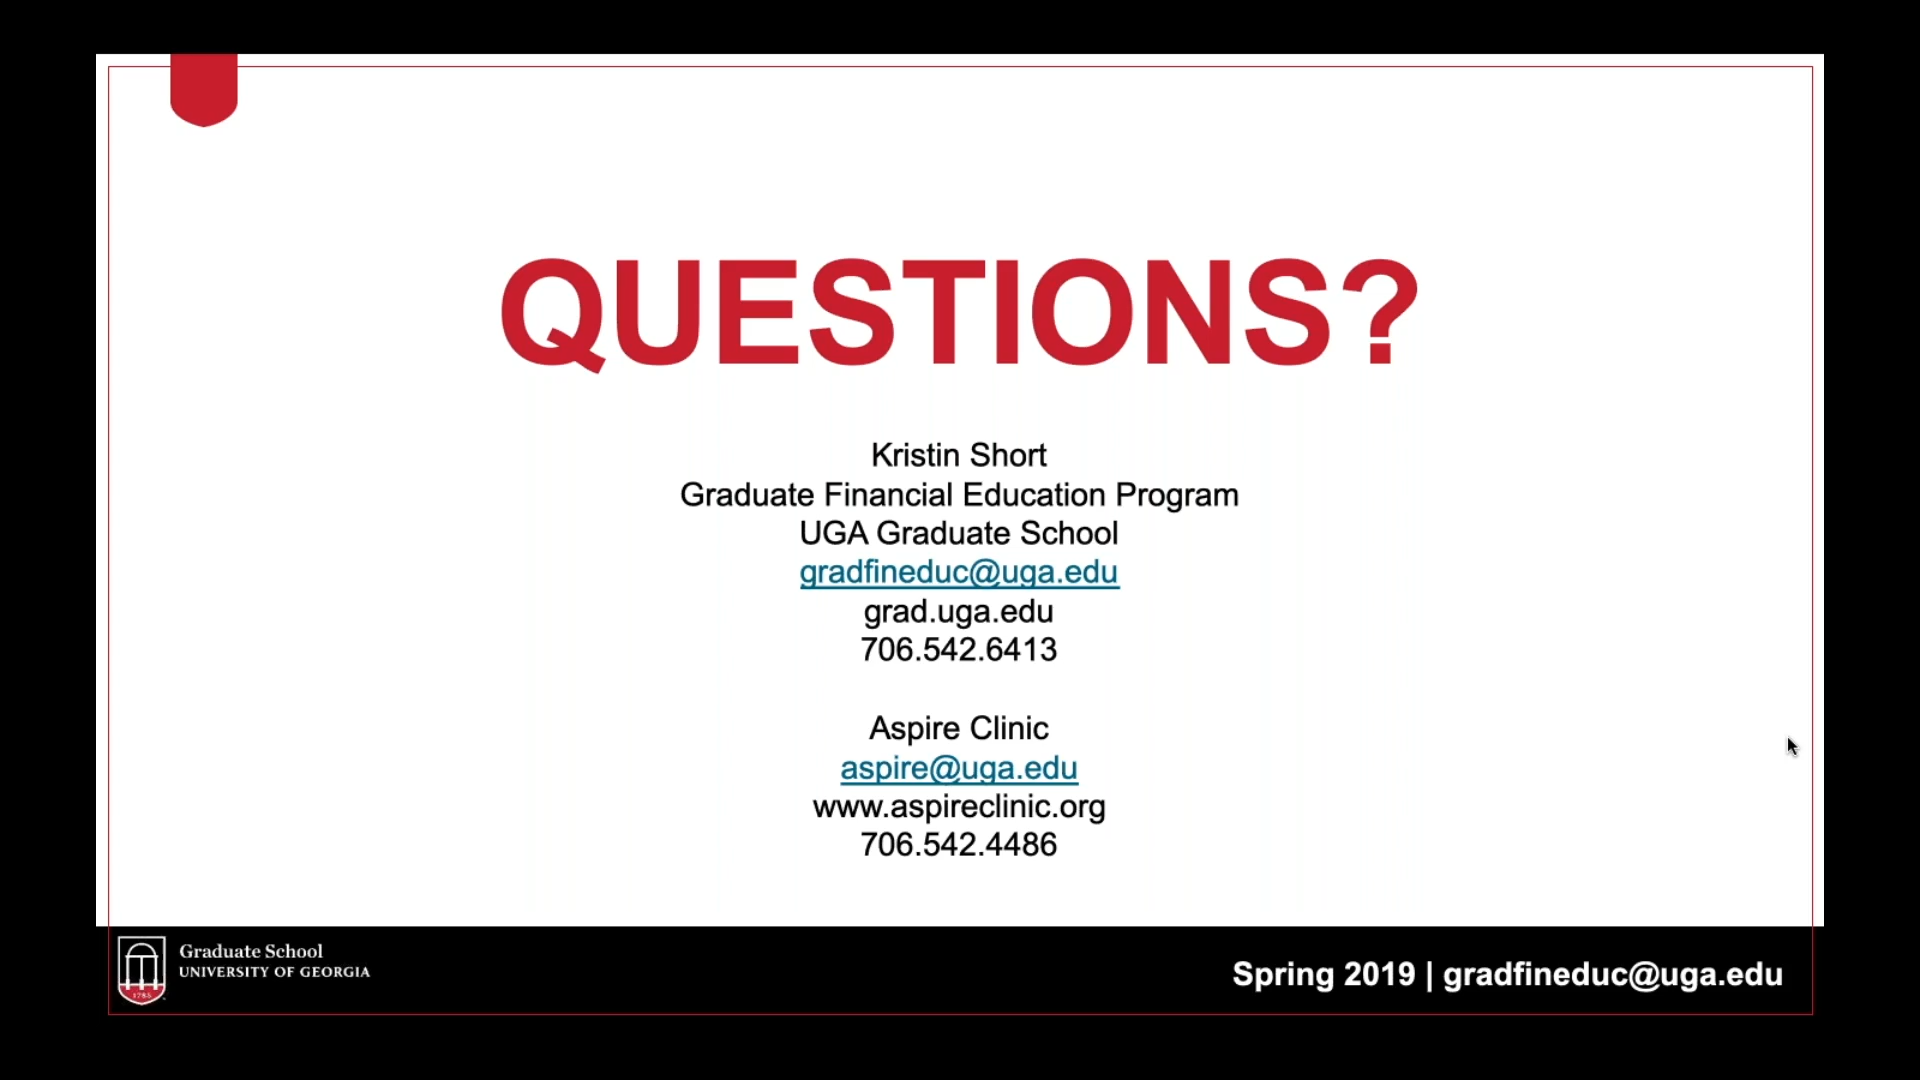 QUESTIONS?
Kristin Short
Graduate Financial Education Program
UGA Graduate School
gradfineduc@uga.edu
grad.uga.edu
706.542.6413
Aspire Clinic
aspire@uga.edu
www.aspireclinic.org
706.542.4486
Graduate School
UNIVERSITY OF GEORGIA
1785
Spring 2019 | gradfineduc@uga.edu